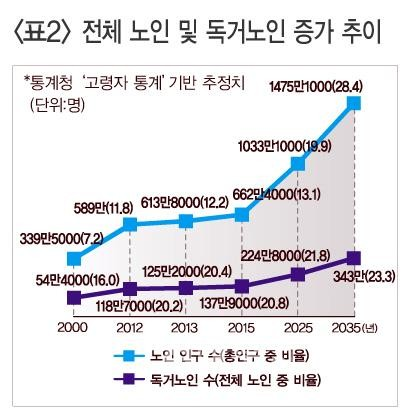 <표2> 전체 노인 및 독거노인 증가 추이
*통계청 ‘고령자 통계’ 기반 추정치
(단위:명)
1475만1000(28.4)
1033만1000(19.9)
662만4000(13.1)
613만8000(12.2)
589만(11.8)
339만5000(7.2)
54만4000(16.0)
118만7000(20.2)
125만2000(20.4)
137만9000(20.8)
224만8000(21.8)
343만(23.3)
2000 2012 2013 2015 2025 2035(년)
노인 인구 수(총인구 중 비율)
독거노인 수(전체 노인 중 비율)